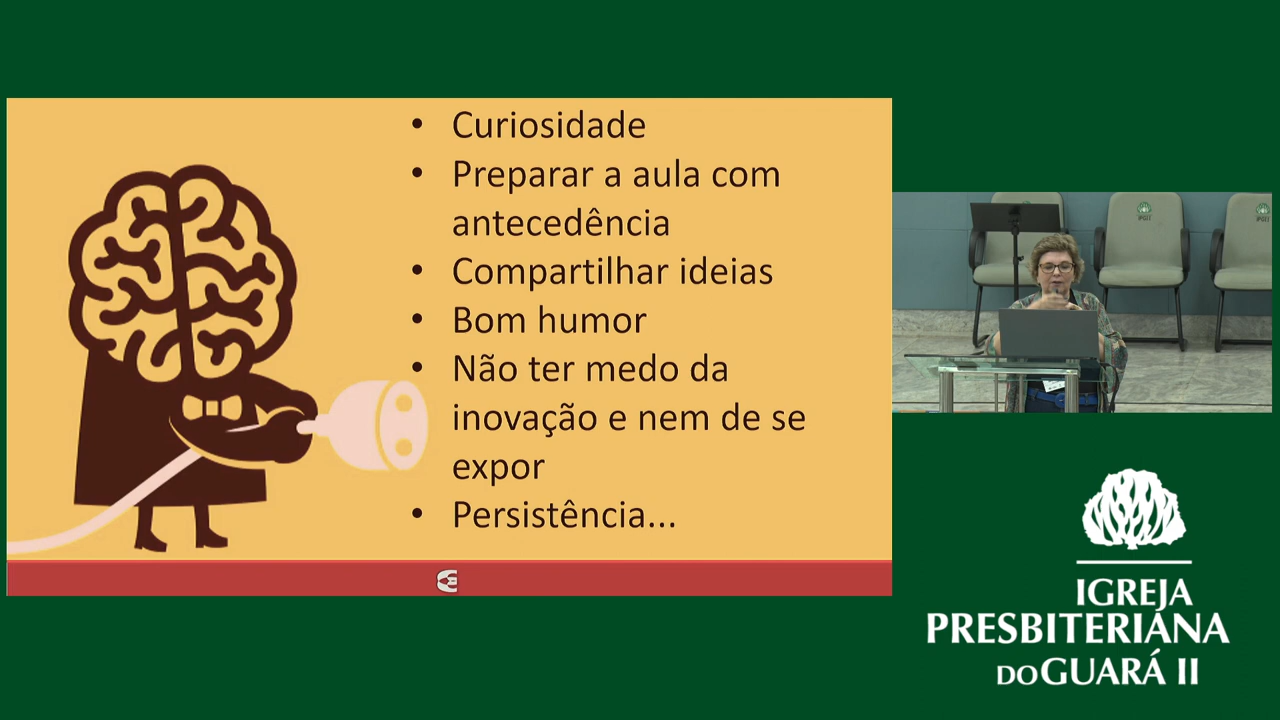 • Curiosidade
• Preparar a aula com
antecedência
• Compartilhar ideias
• Bom humor
• Não ter medo da
inovação e nem de se
expor
• Persistência...
IGREJA
PRESBITERIANA
DO GUARÁ II